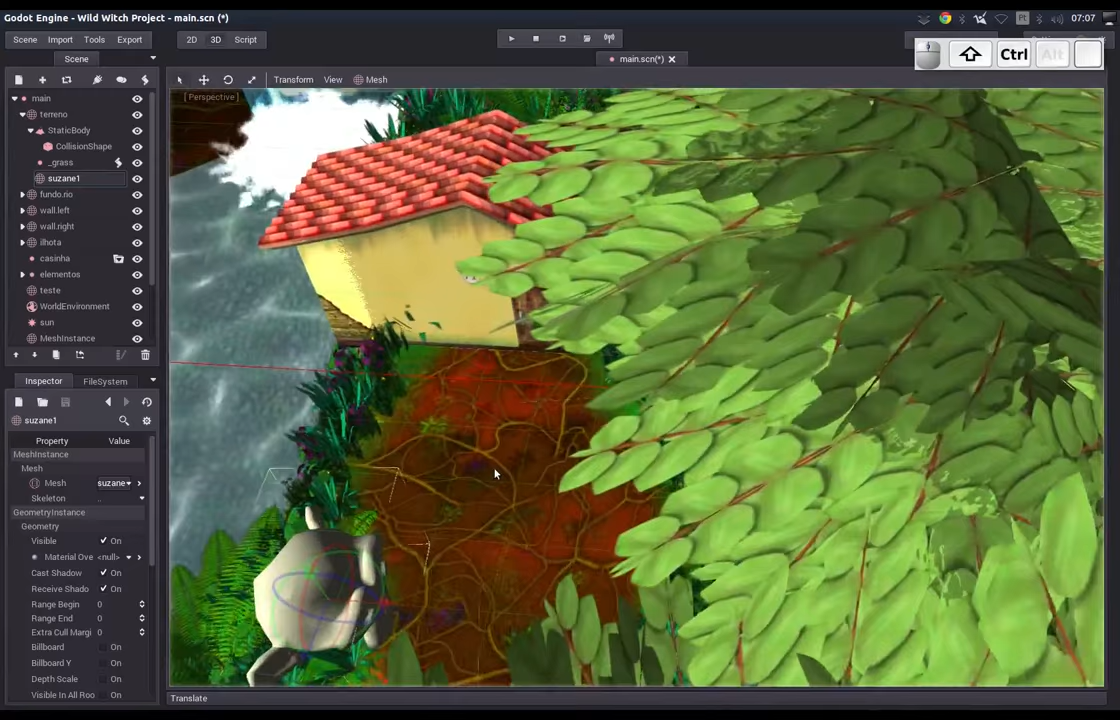 Godot Engine - Wild Witch Project - main.scn (*)
Pt
07:07
Scene Import Tools Export
2D 3D Script
Scene
main.scn(*)
Ctrl
Alt
Transform View Mesh
[ Perspective ]
main
terreno
StaticBody
CollisionShape
_grass
suzane1
fundo.rio
wall.left
wall.right
ilhota
casinha
elementos
teste
WorldEnvironment
sun
MeshInstance
Inspector FileSystem
suzane1
Property Value
MeshInstance
Mesh
Mesh suzane
Skeleton ..
GeometryInstance
Geometry
Visible On
Material Ove <null>
Cast Shadow On
Receive Shado On
Range Begin 0
Range End 0
Extra Cull Margi 0
Billboard On
Billboard Y On
Depth Scale On
Visible In All Roo On
Translate